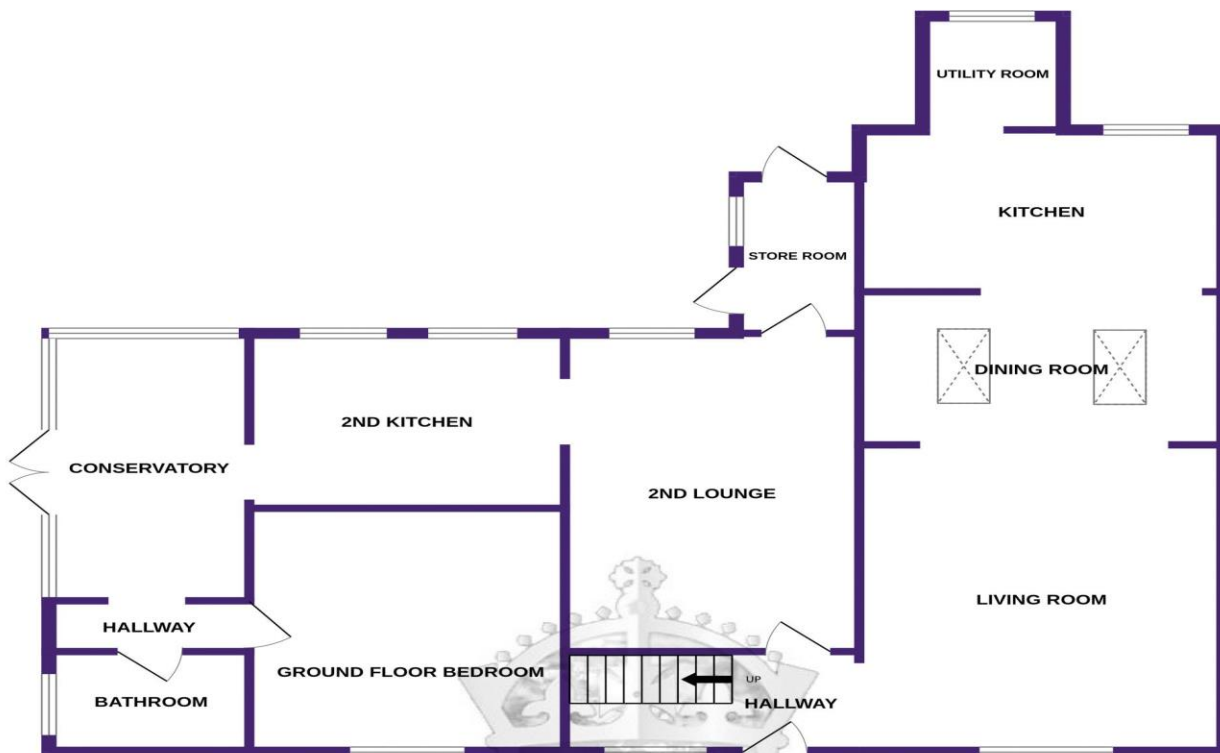 UTILITY ROOM
KITCHEN
STORE ROOM
DINING ROOM
2ND KITCHEN
CONSERVATORY
2ND LOUNGE
LIVING ROOM
HALLWAY
GROUND FLOOR BEDROOM
BATHROOM
UP
HALLWAY